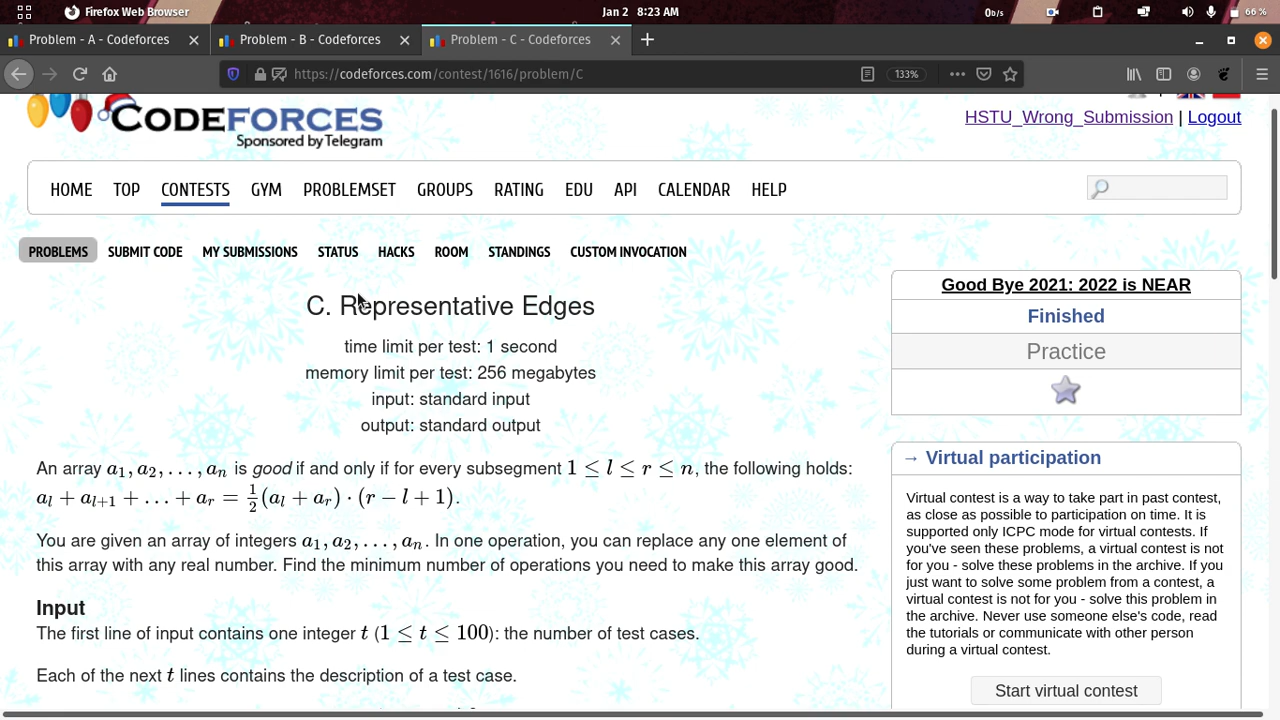 Firefox Web Browser
Jan 2 8:23 AM
0b/s
66 %
Problem - A - Codeforces
Problem - B - Codeforces
Problem - C - Codeforces
https://codeforces.com/contest/1616/problem/C
133%
CODEFORCES
Sponsored by Telegram
HSTU_Wrong_Submission | Logout
HOME TOP CONTESTS GYM PROBLEMSET GROUPS RATING EDU API CALENDAR HELP
PROBLEMS SUBMIT CODE MY SUBMISSIONS STATUS HACKS ROOM STANDINGS CUSTOM INVOCATION
C. Representative Edges
time limit per test: 1 second
memory limit per test: 256 megabytes
input: standard input
output: standard output
An array a₁, a₂, . . . , aₙ is good if and only if for every subsegment 1 ≤ l ≤ r ≤ n, the following holds:
aₗ + aₗ₊₁ + . . . + aᵣ = ½(aₗ + aᵣ) · (r − l + 1).
You are given an array of integers a₁, a₂, . . . , aₙ. In one operation, you can replace any one element of
this array with any real number. Find the minimum number of operations you need to make this array good.
Input
The first line of input contains one integer t (1 ≤ t ≤ 100): the number of test cases.
Each of the next t lines contains the description of a test case.
Good Bye 2021: 2022 is NEAR
Finished
Practice
→ Virtual participation
Virtual contest is a way to take part in past contest,
as close as possible to participation on time. It is
supported only ICPC mode for virtual contests. If
you've seen these problems, a virtual contest is not
for you - solve these problems in the archive. If you
just want to solve some problem from a contest, a
virtual contest is not for you - solve this problem in
the archive. Never use someone else's code, read
the tutorials or communicate with other person
during a virtual contest.
Start virtual contest